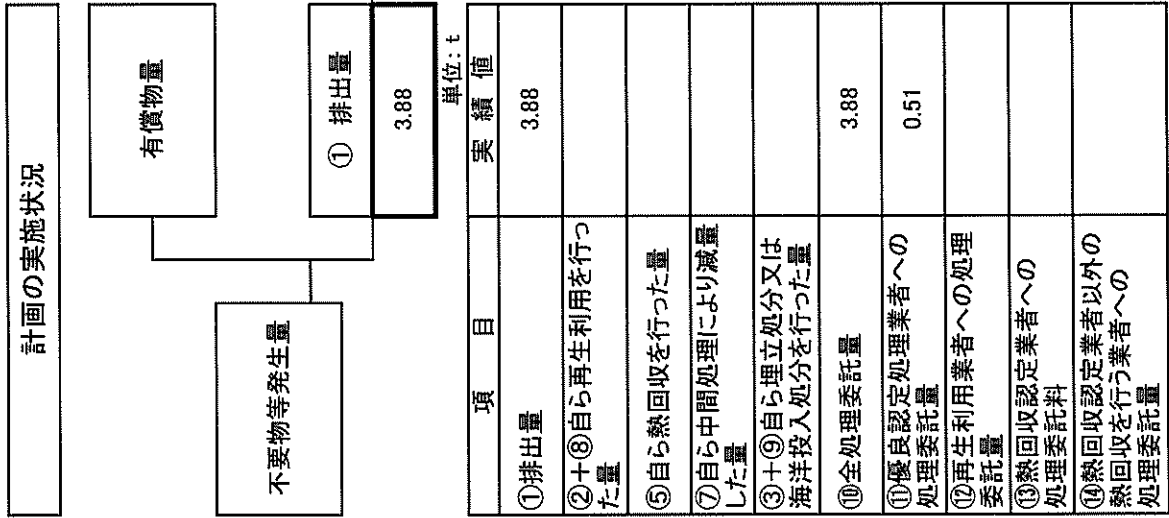 計画の実施状況
有償物量
不要物等発生量
① 排出量
3.88
単位:t
項 目
実 績 値
①排出量
3.88
②+⑧自ら再生利用を行っ
た量
⑤自ら熱回収を行った量
⑦自ら中間処理により減量
した量
③+⑨自ら埋立処分又は
海洋投入処分を行った量
⑩全処理委託量
3.88
⑪優良認定処理業者への
処理委託量
0.51
⑫再生利用業者への処理
委託量
⑬熱回収認定業者への
処理委託料
⑭熱回収認定業者以外の
熱回収を行う業者への
処理委託量